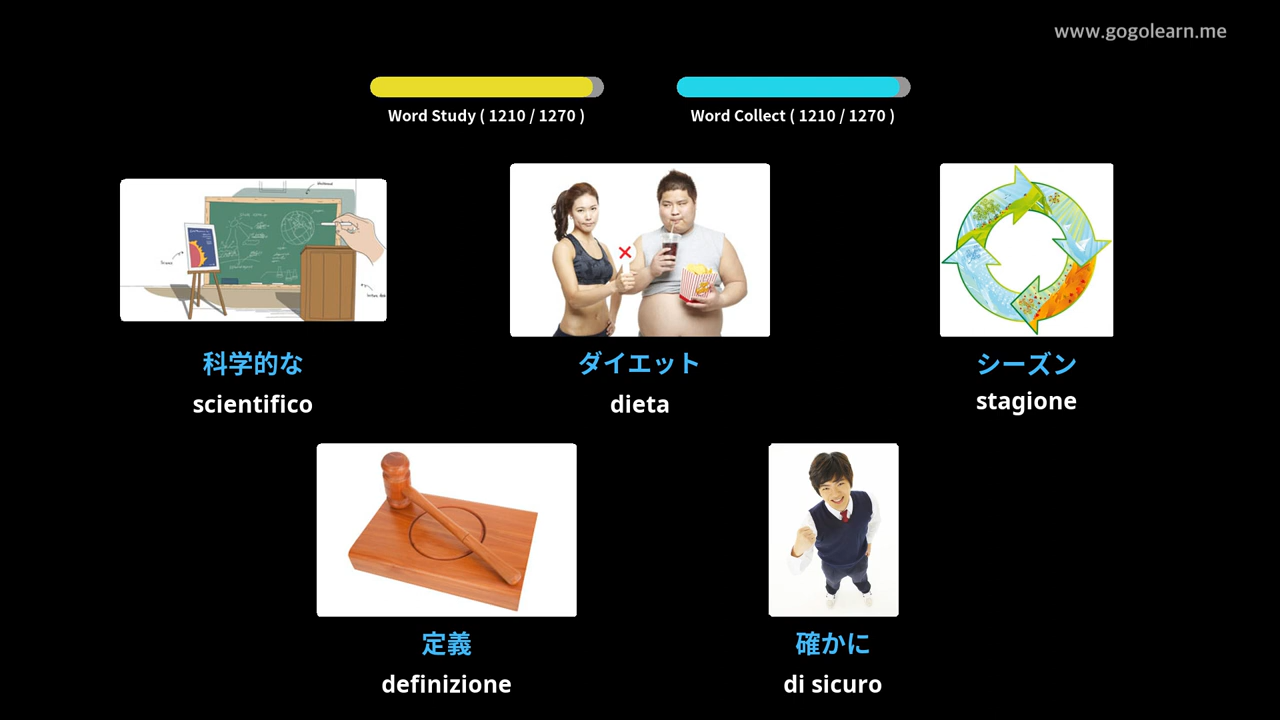 www.gogolearn.me
Word Study ( 1210 / 1270 )
Word Collect ( 1210 / 1270 )
科学的な
scientifico
ダイエット
dieta
シーズン
stagione
定義
definizione
確かに
di sicuro